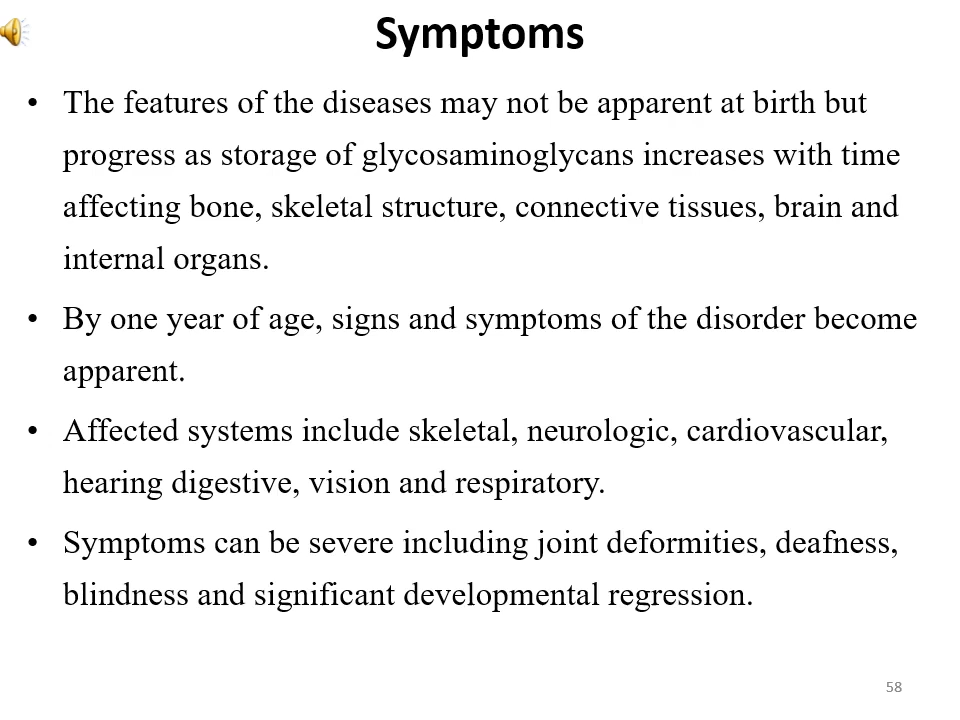 Symptoms
• The features of the diseases may not be apparent at birth but
progress as storage of glycosaminoglycans increases with time
affecting bone, skeletal structure, connective tissues, brain and
internal organs.
• By one year of age, signs and symptoms of the disorder become
apparent.
• Affected systems include skeletal, neurologic, cardiovascular,
hearing digestive, vision and respiratory.
• Symptoms can be severe including joint deformities, deafness,
blindness and significant developmental regression.
58